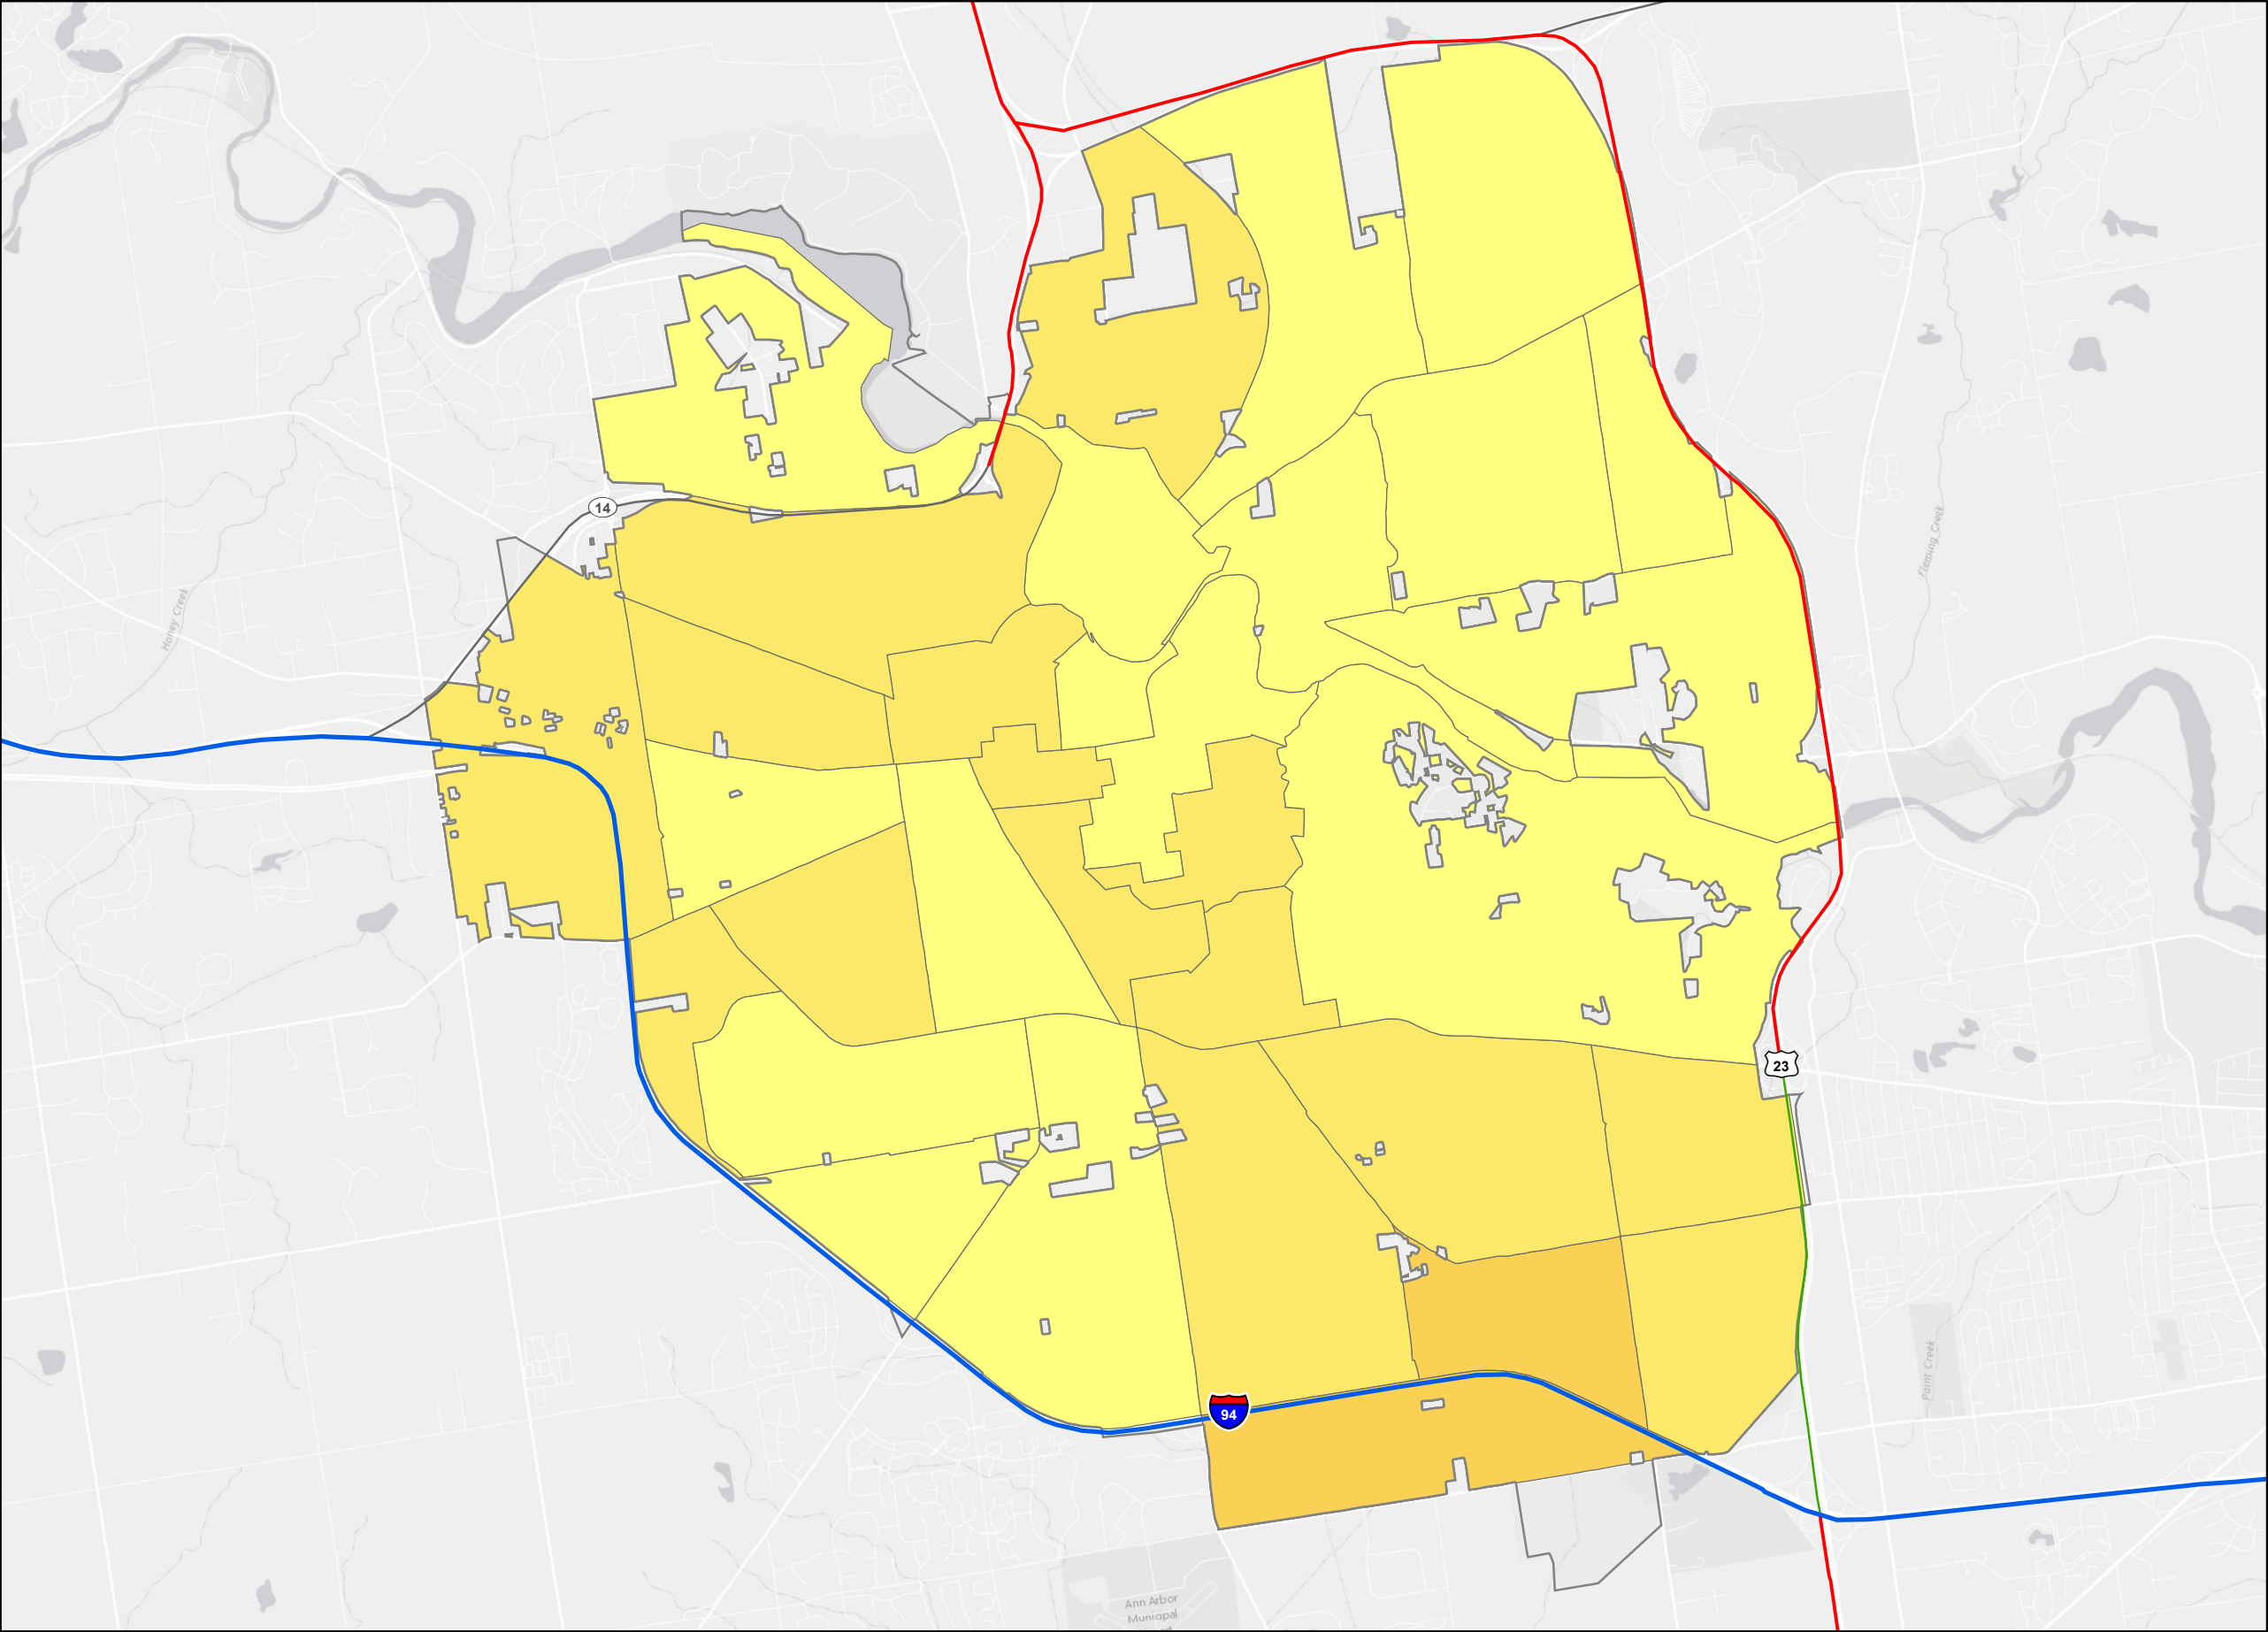 14
Honey Creek
Fleming Creek
23
Paint Creek
94
Ann Arbor
Municipal